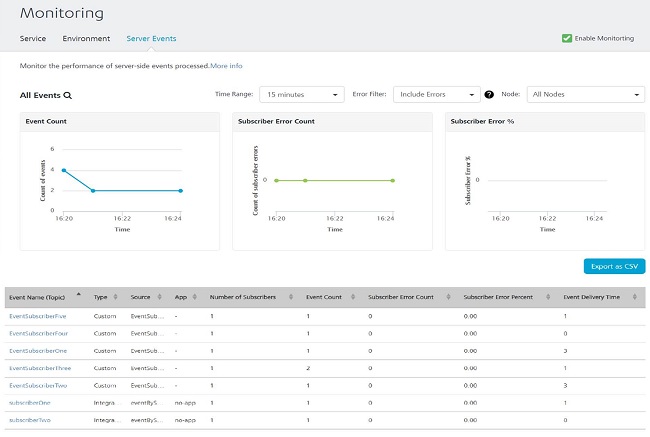 Monitoring
Service Environment Server Events Enable Monitorting
Monitor the performance of server-side events processed.More info
All Events Time Range: 15 minutes Error Filter: Include Errors ? Node: All Nodes
Event Count
Count of events
6
4
2
0
16:20 16:22 16:24
Time
Subscriber Error Count
Count of subscriber errors
0
16:20 16:22 16:24
Time
Subscriber Error %
Subscriber Error %
0
16:20 16:22 16:24
Time
Export as CSV
Event Name (Topic) Type Source App Number of Subscribers Event Count Subscriber Error Count Subscriber Error Percent Event Delivery Time
EventSubscriberFive Custom EventSub... - 1 1 0 0.00 1
EventSubscriberFour Custom EventSub... - 1 1 0 0.00 0
EventSubscriberOne Custom EventSub... - 1 1 0 0.00 3
EventSubscriberThree Custom EventSub... - 1 2 0 0.00 1
EventSubscriberTwo Custom EventSub... - 1 1 0 0.00 3
subscriberOne Integra... eventByS... no-app 1 1 0 0.00 1
subscriberTwo Integra... eventByS... no-app 1 1 0 0.00 0